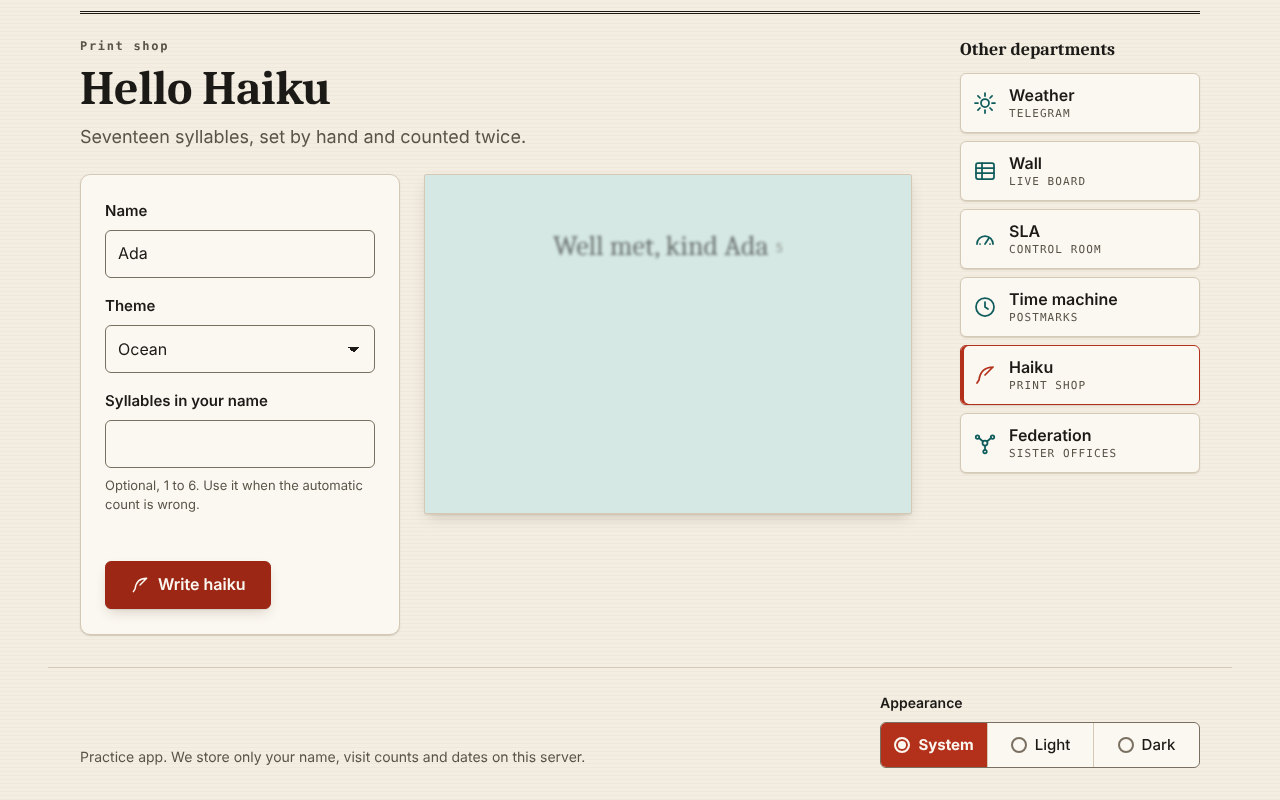 Print shop
Hello Haiku
Seventeen syllables, set by hand and counted twice.
Name
Ada
Theme
Ocean
Syllables in your name
Optional, 1 to 6. Use it when the automatic
count is wrong.
Write haiku
Well met, kind Ada 5
Other departments
Weather
TELEGRAM
Wall
LIVE BOARD
SLA
CONTROL ROOM
Time machine
POSTMARKS
Haiku
PRINT SHOP
Federation
SISTER OFFICES
Practice app. We store only your name, visit counts and dates on this server.
Appearance
System
Light
Dark